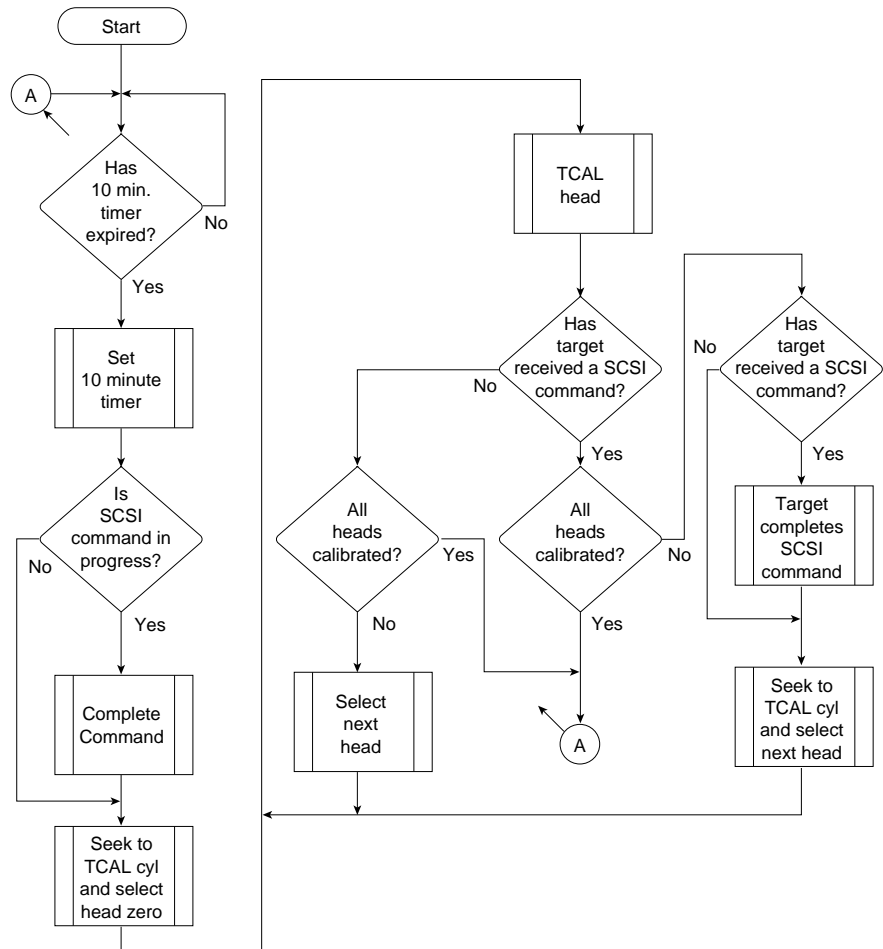 Start
A
Has
10 min.
timer
expired?
No
Yes
Set
10 minute
timer
Is
SCSI
command in
progress?
No
Yes
Complete
Command
Seek to
TCAL cyl
and select
head zero
TCAL
head
Has
target
received a SCSI
command?
No
Yes
All
heads
calibrated?
Yes
No
Select
next
head
All
heads
calibrated?
No
Yes
A
Has
target
received a SCSI
command?
No
Yes
Target
completes
SCSI
command
Seek to
TCAL cyl
and select
next head